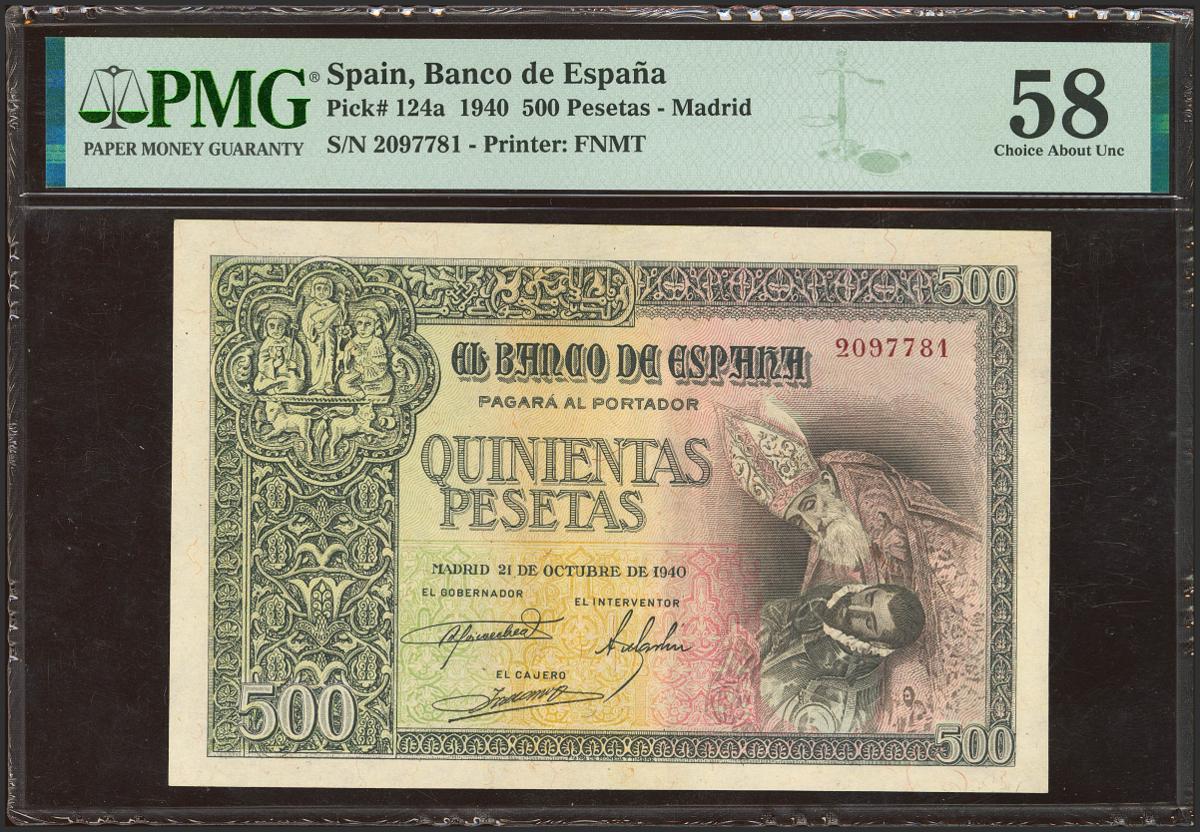 PMG®
PAPER MONEY GUARANTY
Spain, Banco de España
Pick# 124a 1940 500 Pesetas - Madrid
S/N 2097781 - Printer: FNMT
58
Choice About Unc
500
EL BANCO DE ESPAÑA
2097781
PAGARÁ AL PORTADOR
QUINIENTAS
PESETAS
MADRID 21 DE OCTUBRE DE 1940
EL GOBERNADOR
EL INTERVENTOR
EL CAJERO
500
500